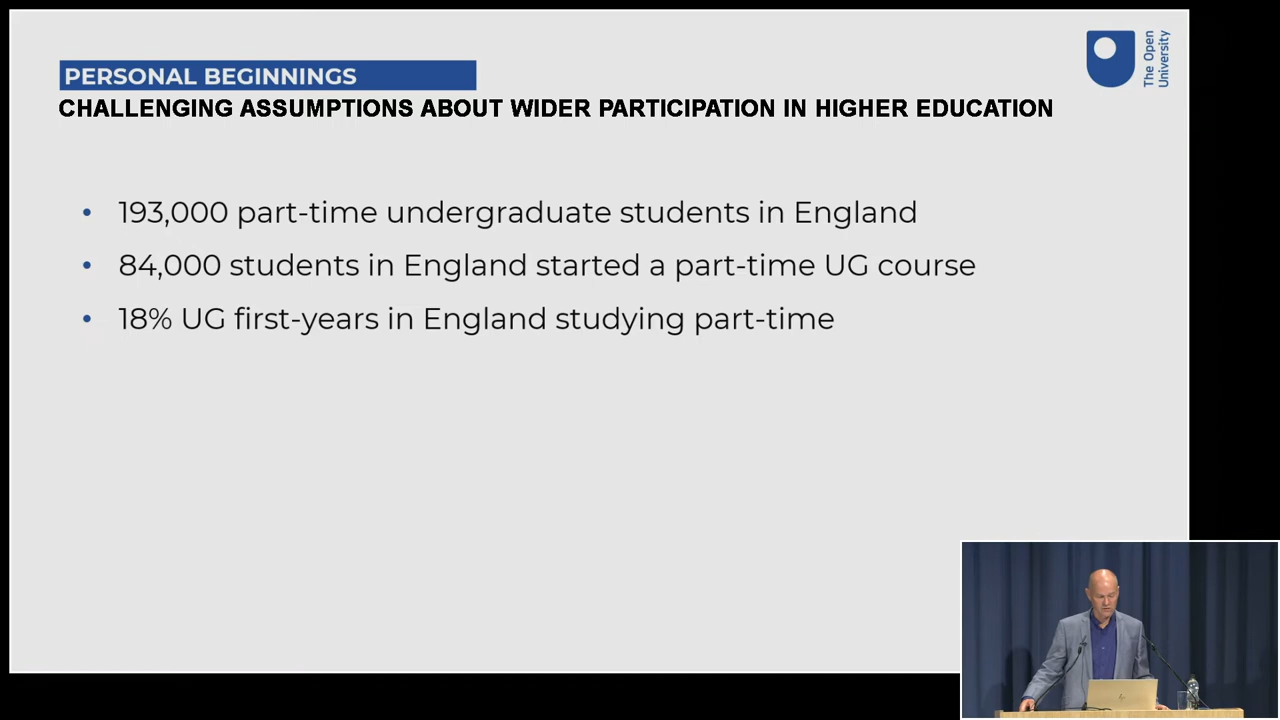 PERSONAL BEGINNINGS
CHALLENGING ASSUMPTIONS ABOUT WIDER PARTICIPATION IN HIGHER EDUCATION
The Open
University
• 193,000 part-time undergraduate students in England
• 84,000 students in England started a part-time UG course
• 18% UG first-years in England studying part-time